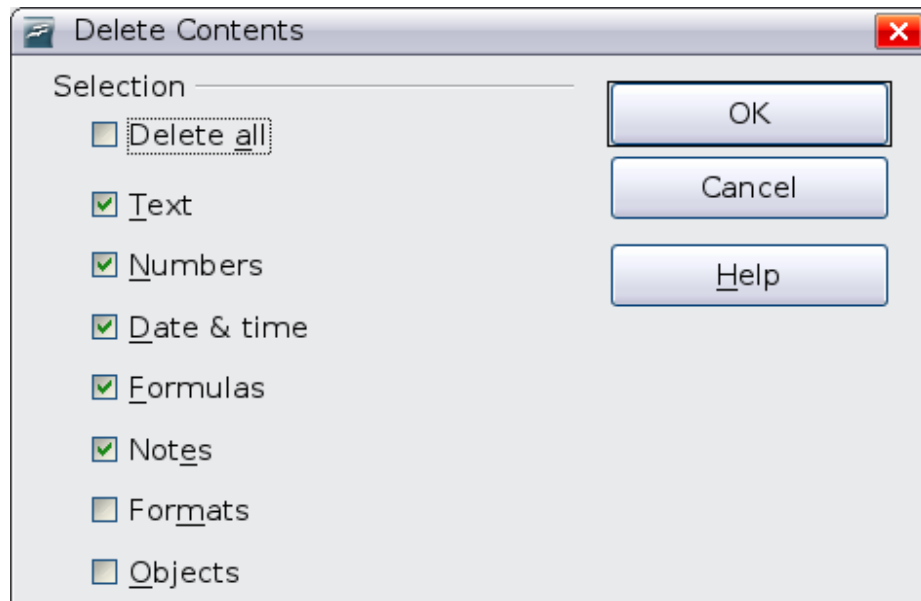 Delete Contents
Selection
Delete all
Text
Numbers
Date & time
Formulas
Notes
Formats
Objects
OK
Cancel
Help